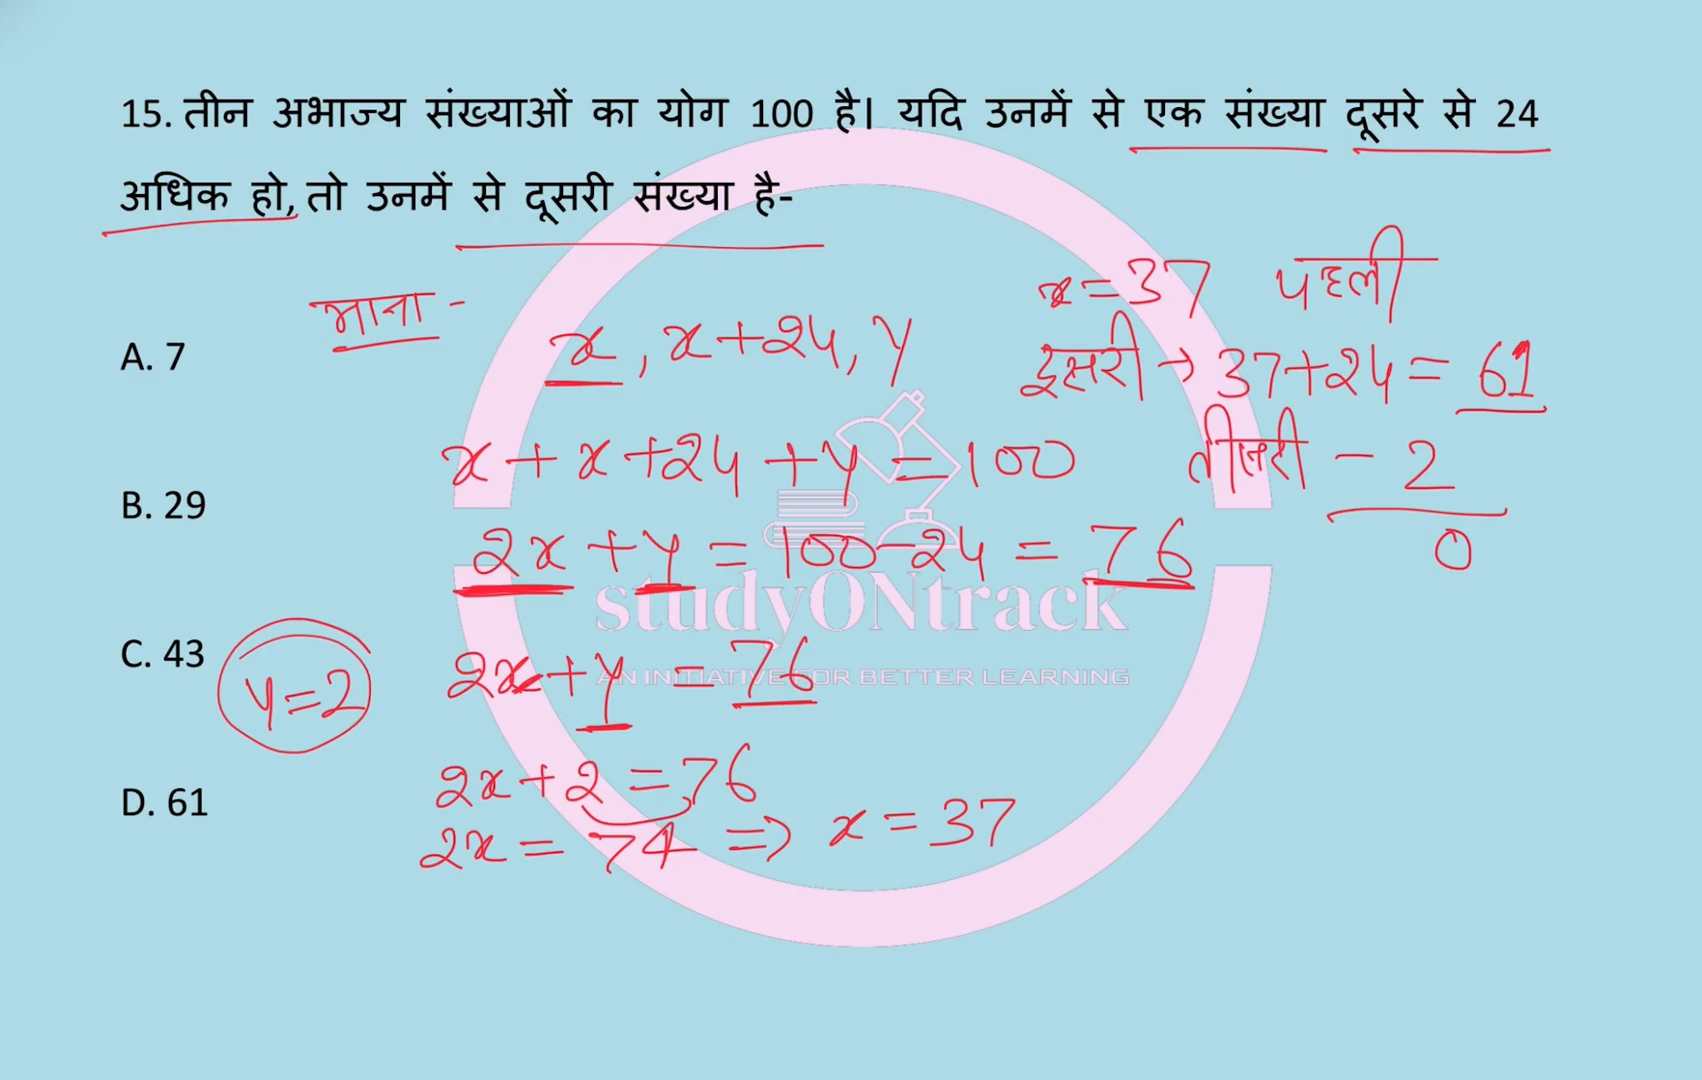 15. तीन अभाज्य संख्याओं का योग 100 है। यदि उनमें से एक संख्या दूसरे से 24
अधिक हो, तो उनमें से दूसरी संख्या है-
माना -
x = 37 पहली
A. 7
x , x + 24 , y
दूसरी → 37 + 24 = 61
x + x + 24 + y = 100
तीसरी - 2
B. 29
2x + y = 100 - 24 = 76
0
studyONtrack
AN INITIATIVE FOR BETTER LEARNING
C. 43
y = 2
2x + y = 76
2x + 2 = 76
D. 61
2x = 74 => x = 37